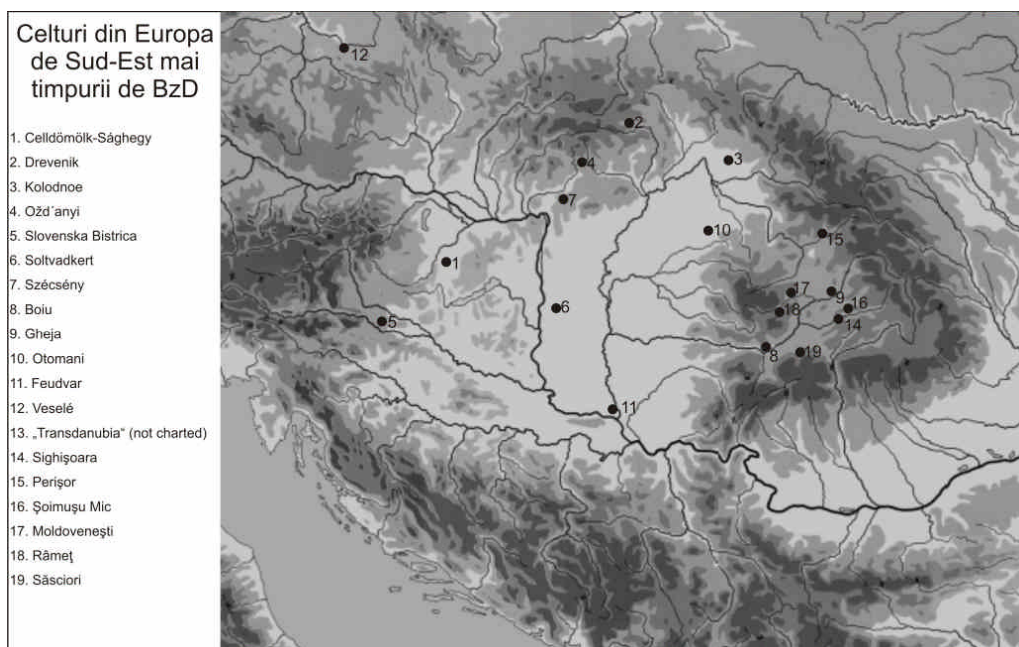 Celturi din Europa
de Sud-Est mai
timpurii de BzD
1. Celldömölk-Sághegy
2. Drevenik
3. Kolodnoe
4. Ožd´anyi
5. Slovenska Bistrica
6. Soltvadkert
7. Szécsény
8. Boiu
9. Gheja
10. Otomani
11. Feudvar
12. Veselé
13. „Transdanubia“ (not charted)
14. Sighişoara
15. Perişor
16. Şoimuşu Mic
17. Moldoveneşti
18. Râmeţ
19. Săsciori
12
2
3
4
7
10
15
1
17
9
16
6
18
14
5
8
19
11